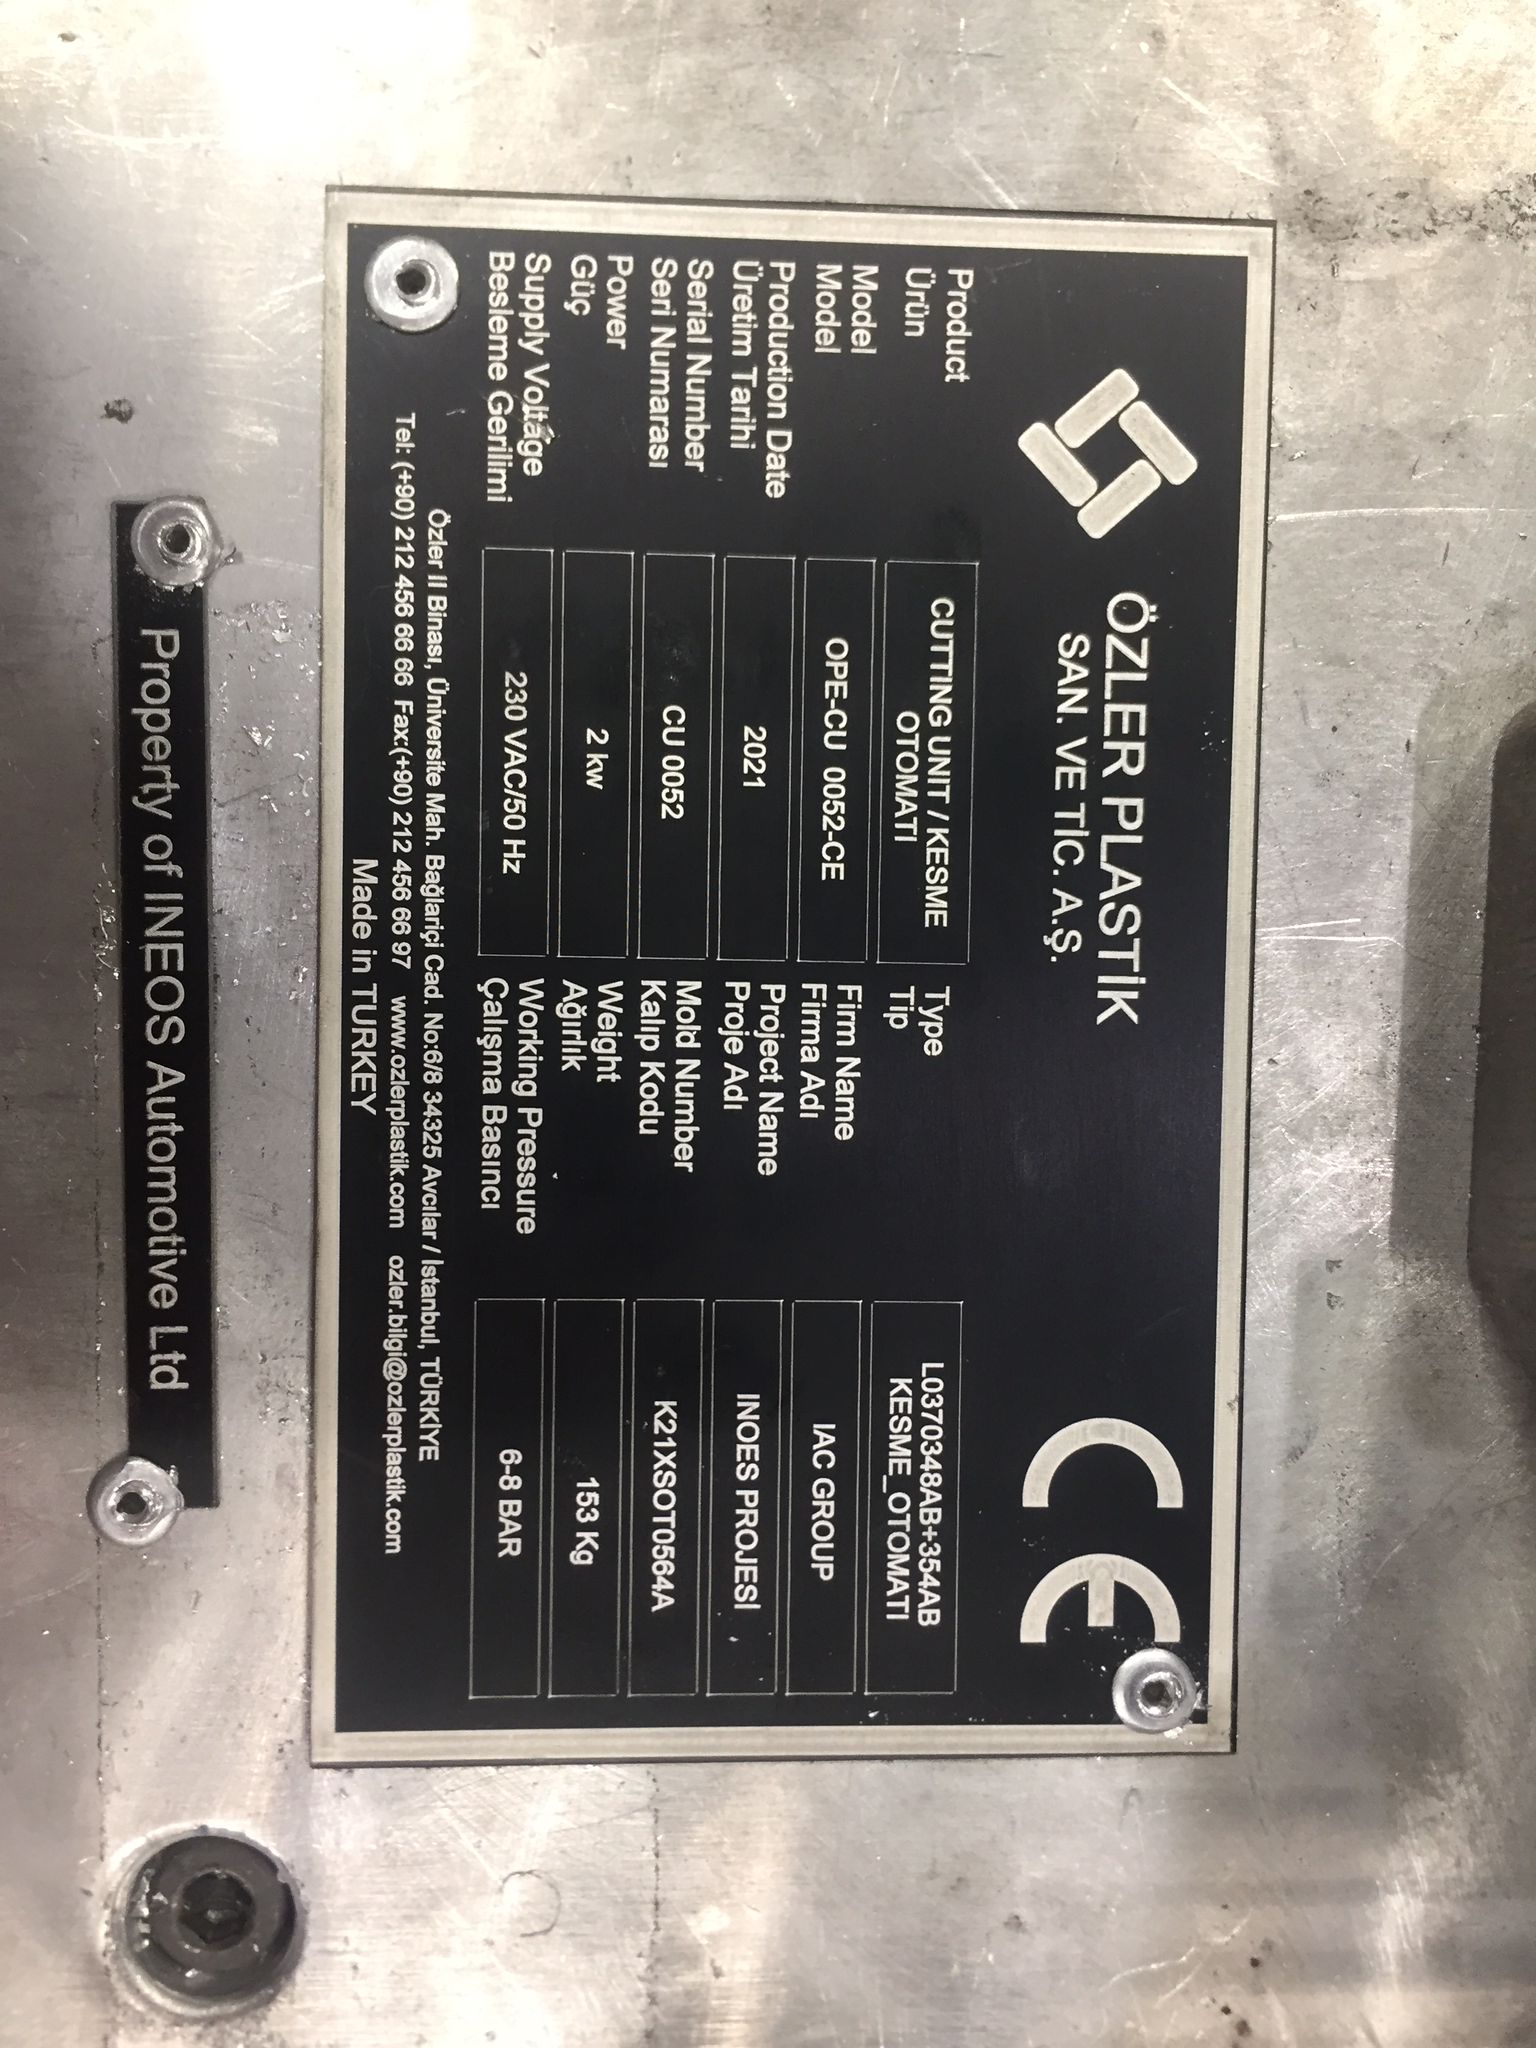 ÖZLER PLASTİK
SAN. VE TİC. A.Ş.
CE
Product
Ürün
CUTTING UNIT / KESME
OTOMATI
Type
Tip
L0370348AB+354AB
KESME_OTOMATI
Model
Model
OPE-CU 0052-CE
Firm Name
Firma Adı
IAC GROUP
Production Date
Üretim Tarihi
2021
Project Name
Proje Adı
INOES PROJESİ
Serial Number
Seri Numarası
CU 0052
Mold Number
Kalıp Kodu
K21XSOT0564A
Power
Güç
2 kw
Weight
Ağırlık
153 Kg
Supply Voltage
Besleme Gerilimi
230 VAC/50 Hz
Working Pressure
Çalışma Basıncı
6-8 BAR
Özler II Binası, Üniversite Mah. Bağlariçi Cad. No:6/8 34325 Avcılar / İstanbul, TÜRKİYE
Tel: (+90) 212 456 66 66 Fax:(+90) 212 456 66 97 www.ozlerplastik.com ozler.bilgi@ozlerplastik.com
Made in TURKEY
Property of INEOS Automotive Ltd